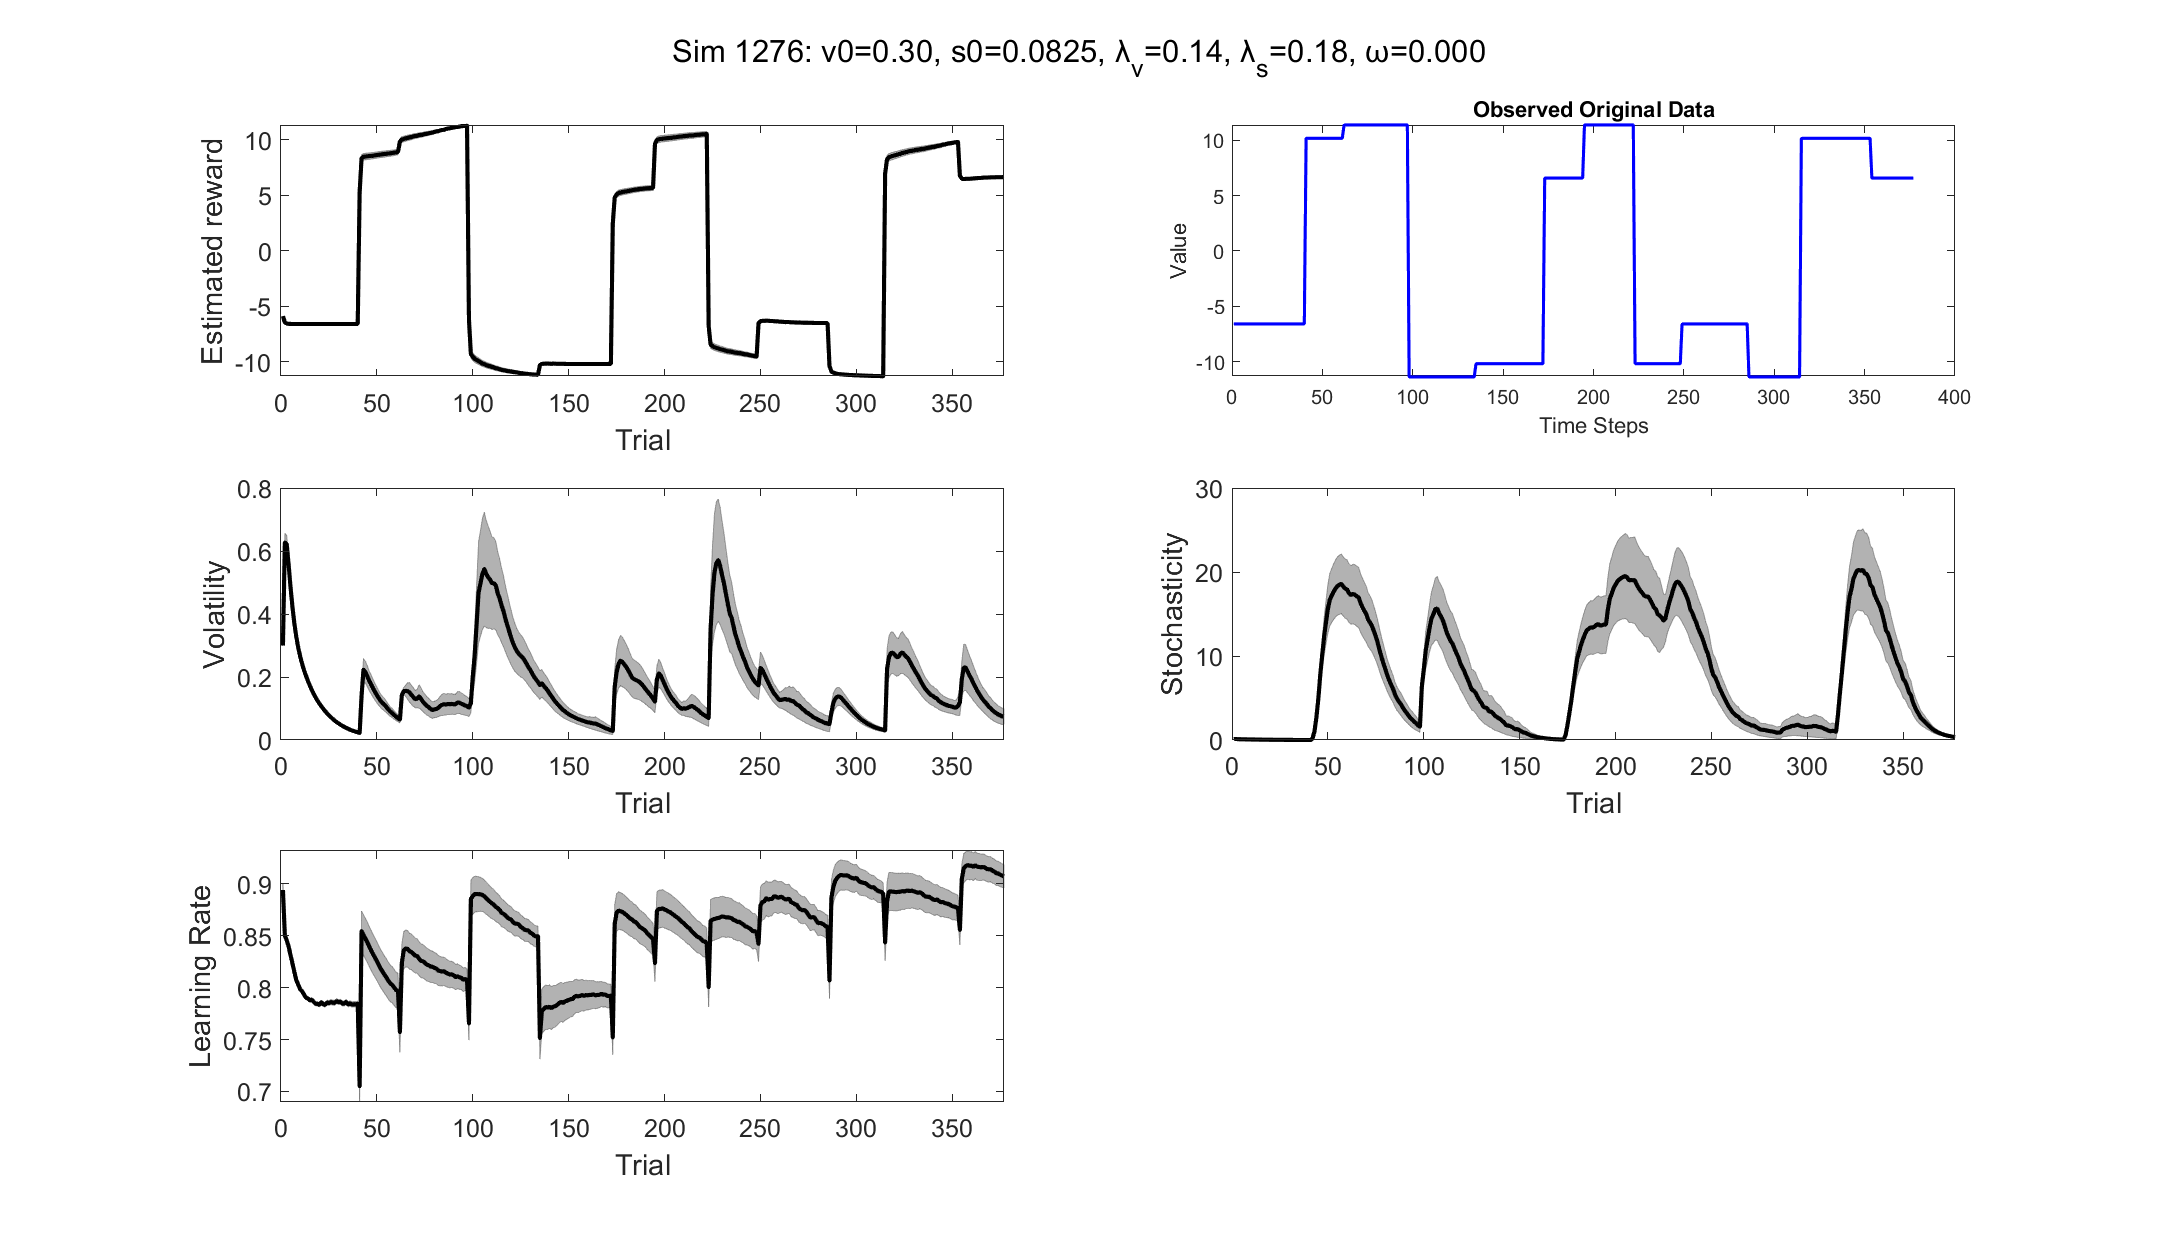 Sim 1276: v0=0.30, s0=0.0825, λ_v=0.14, λ_s=0.18, ω=0.000
Estimated reward
10
5
0
-5
-10
0 50 100 150 200 250 300 350
Trial
Observed Original Data
Value
10
5
0
-5
-10
0 50 100 150 200 250 300 350 400
Time Steps
Volatility
0.8
0.6
0.4
0.2
0
0 50 100 150 200 250 300 350
Trial
Stochasticity
30
20
10
0
0 50 100 150 200 250 300 350
Trial
Learning Rate
0.9
0.85
0.8
0.75
0.7
0 50 100 150 200 250 300 350
Trial